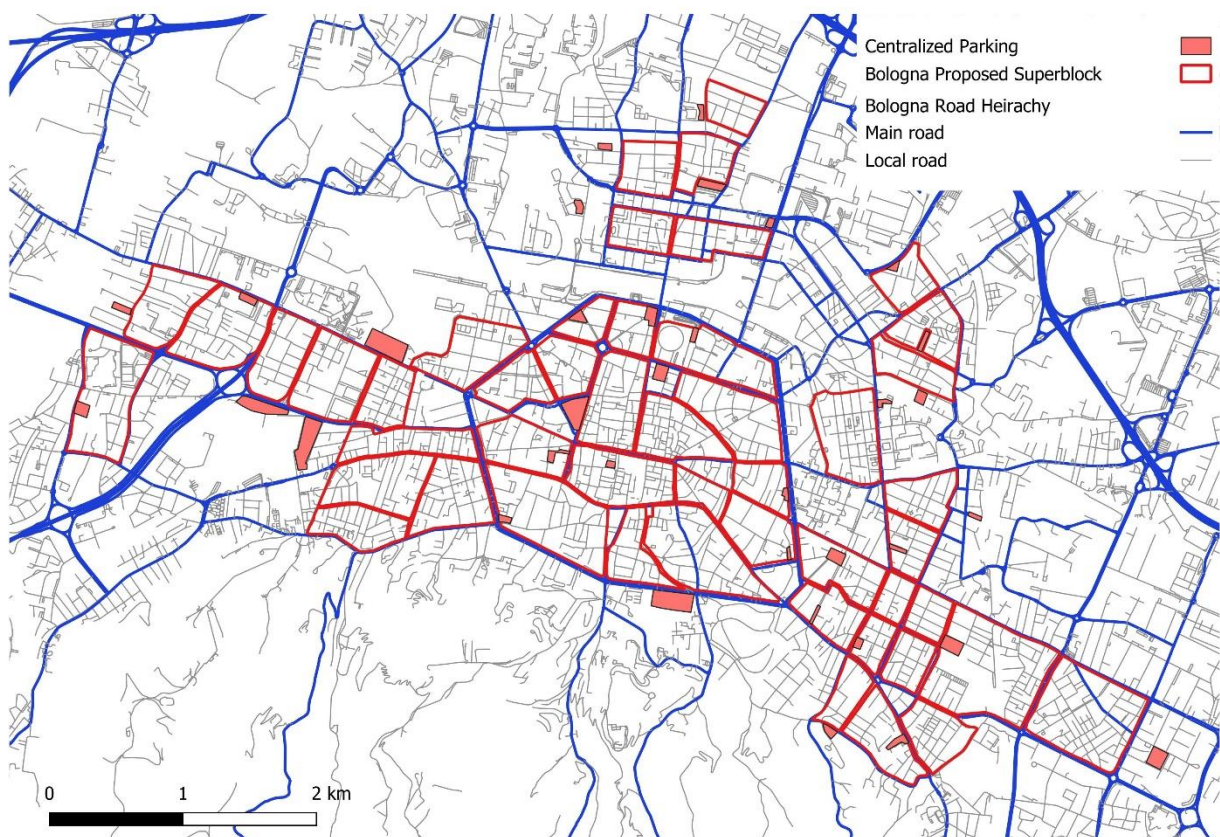 Centralized Parking
Bologna Proposed Superblock
Bologna Road Heirachy
Main road
Local road
0 1 2 km